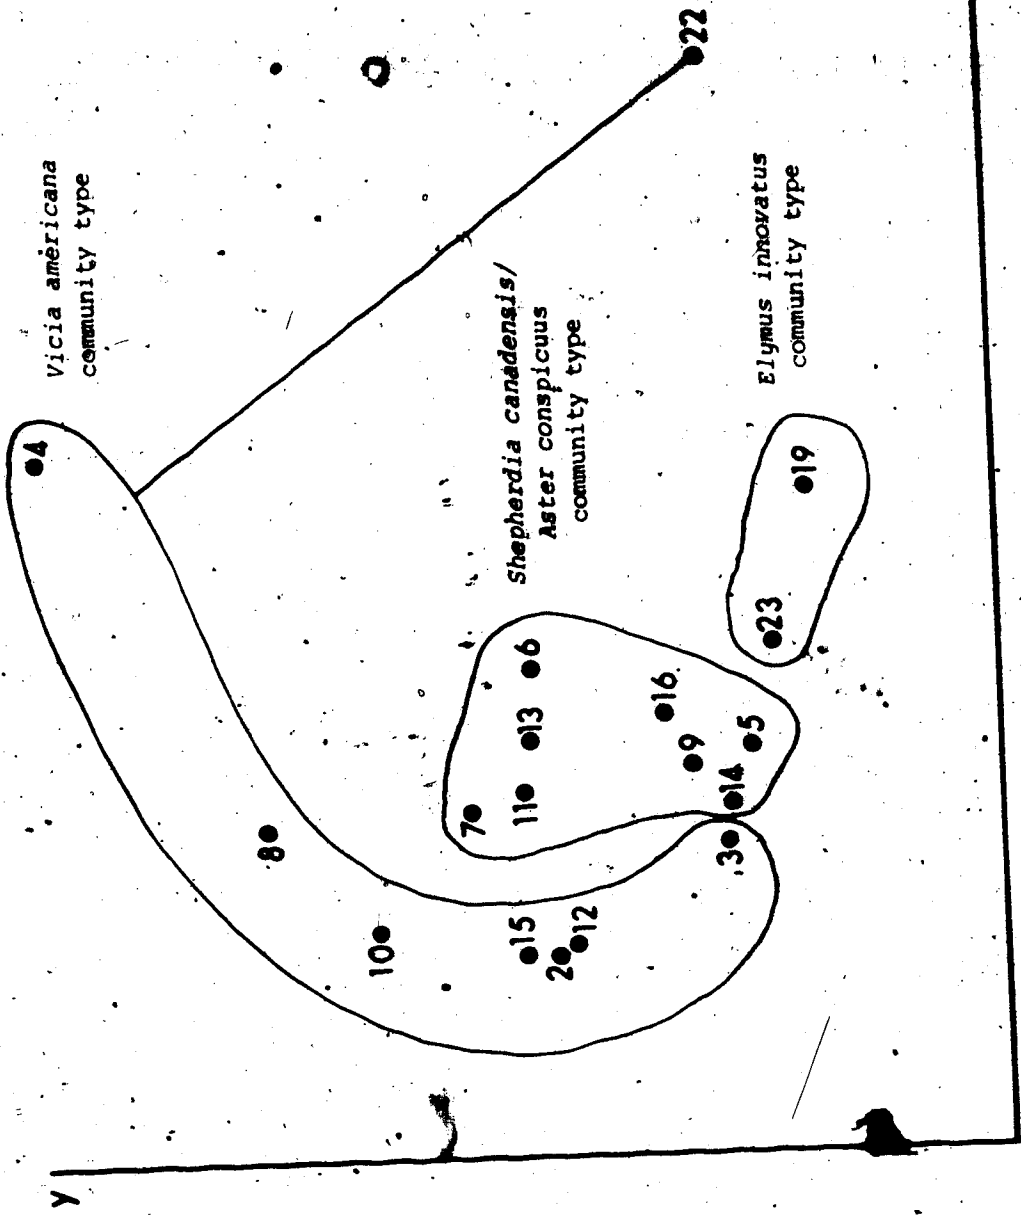 Y
Vicia americana
community type
4
8
10
15
2
12
3
Shepherdia canadensis/
Aster conspicuus
community type
7
11
13
6
16
9
14
5
Elymus innovatus
community type
23
19
22